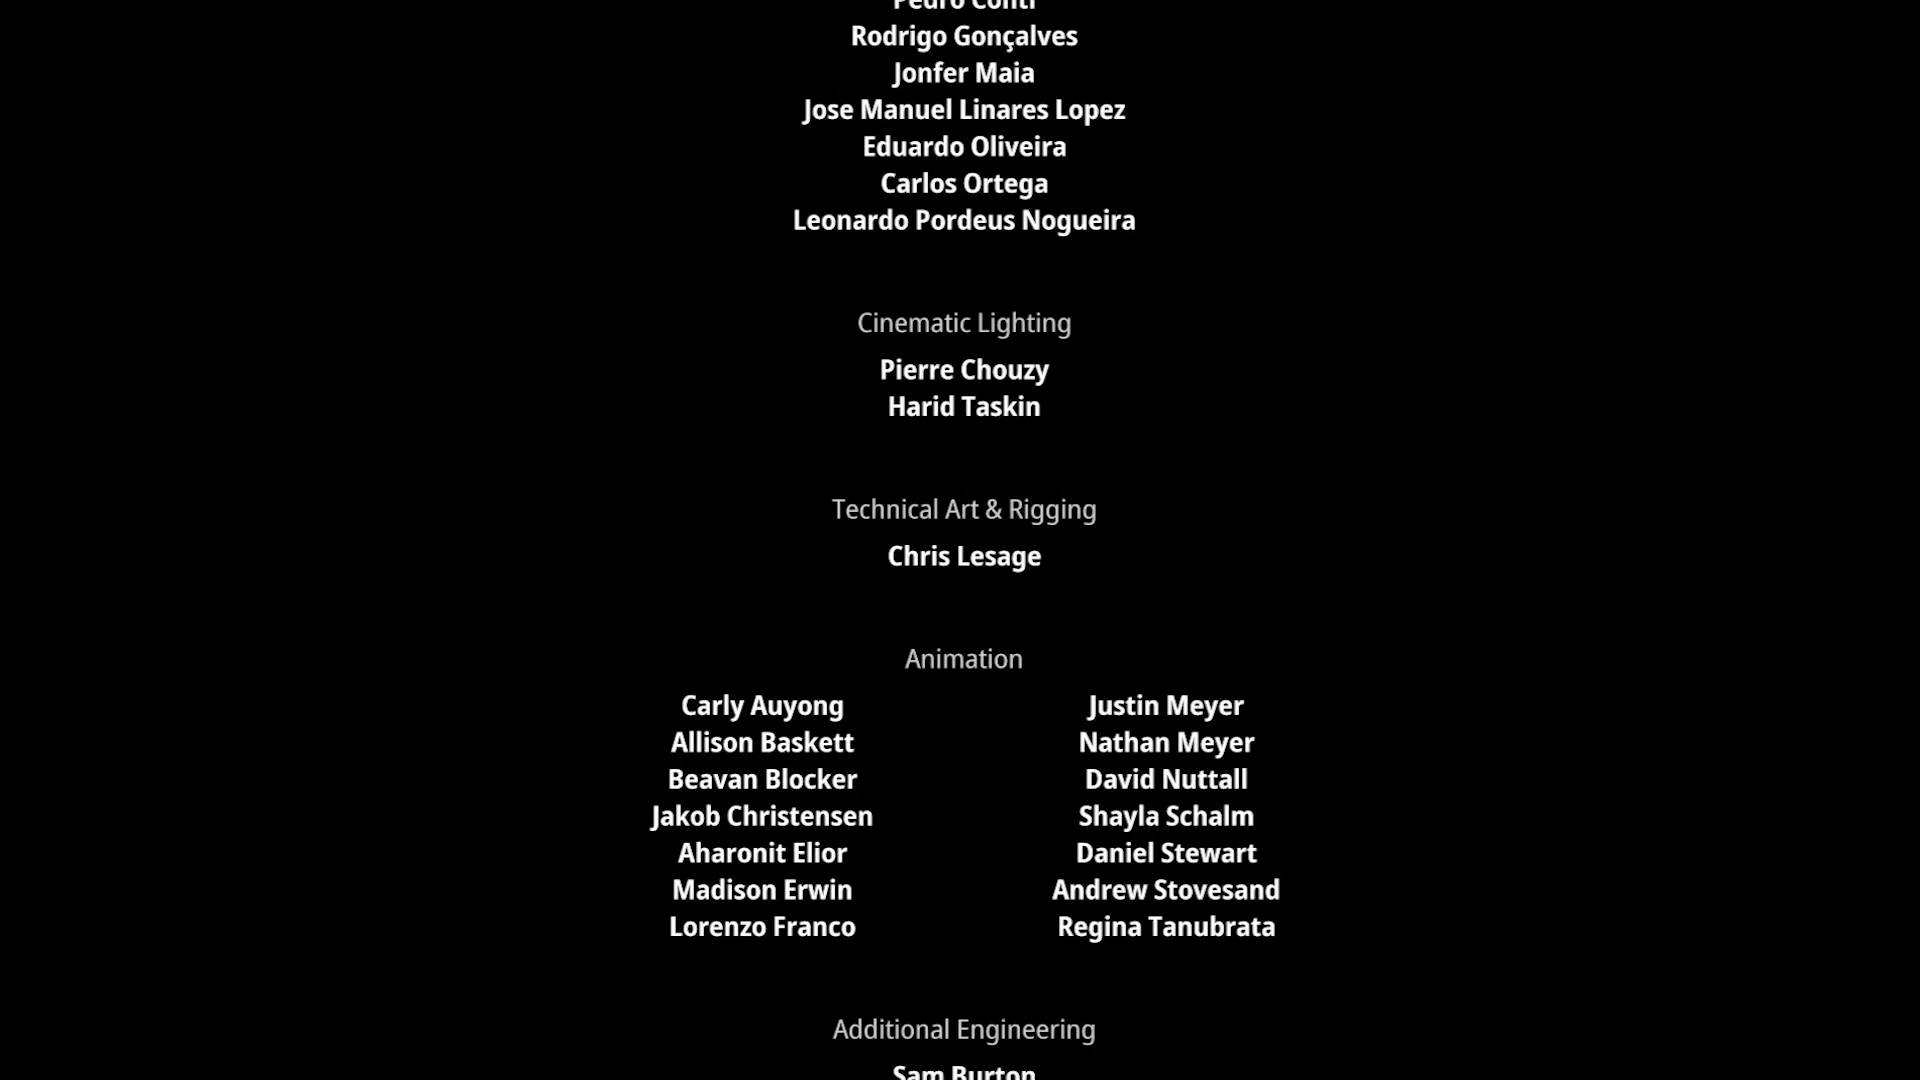 Pedro Conti
Rodrigo Gonçalves
Jonfer Maia
Jose Manuel Linares Lopez
Eduardo Oliveira
Carlos Ortega
Leonardo Pordeus Nogueira
Cinematic Lighting
Pierre Chouzy
Harid Taskin
Technical Art & Rigging
Chris Lesage
Animation
Carly Auyong
Allison Baskett
Beavan Blocker
Jakob Christensen
Aharonit Elior
Madison Erwin
Lorenzo Franco
Justin Meyer
Nathan Meyer
David Nuttall
Shayla Schalm
Daniel Stewart
Andrew Stovesand
Regina Tanubrata
Additional Engineering
Sam Burton